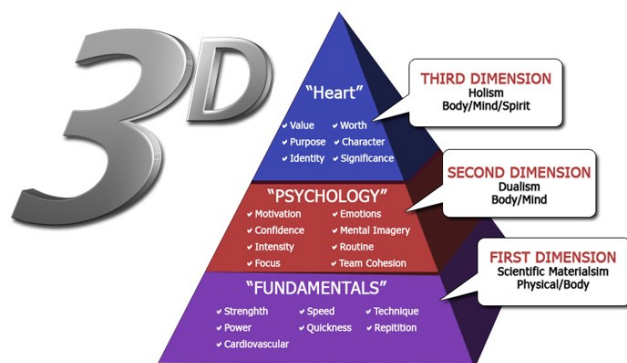 3D
"Heart"
✓ Value ✓ Worth
✓ Purpose ✓ Character
✓ Identity ✓ Significance
THIRD DIMENSION
Holism
Body/Mind/Spirit
"PSYCHOLOGY"
✓ Motivation ✓ Emotions
✓ Confidence ✓ Mental Imagery
✓ Intensity ✓ Routine
✓ Focus ✓ Team Cohesion
SECOND DIMENSION
Dualism
Body/Mind
"FUNDAMENTALS"
✓ Strenghth ✓ Speed ✓ Technique
✓ Power ✓ Quickness ✓ Repitition
✓ Cardiovascular
FIRST DIMENSION
Scientific Materialsim
Physical/Body